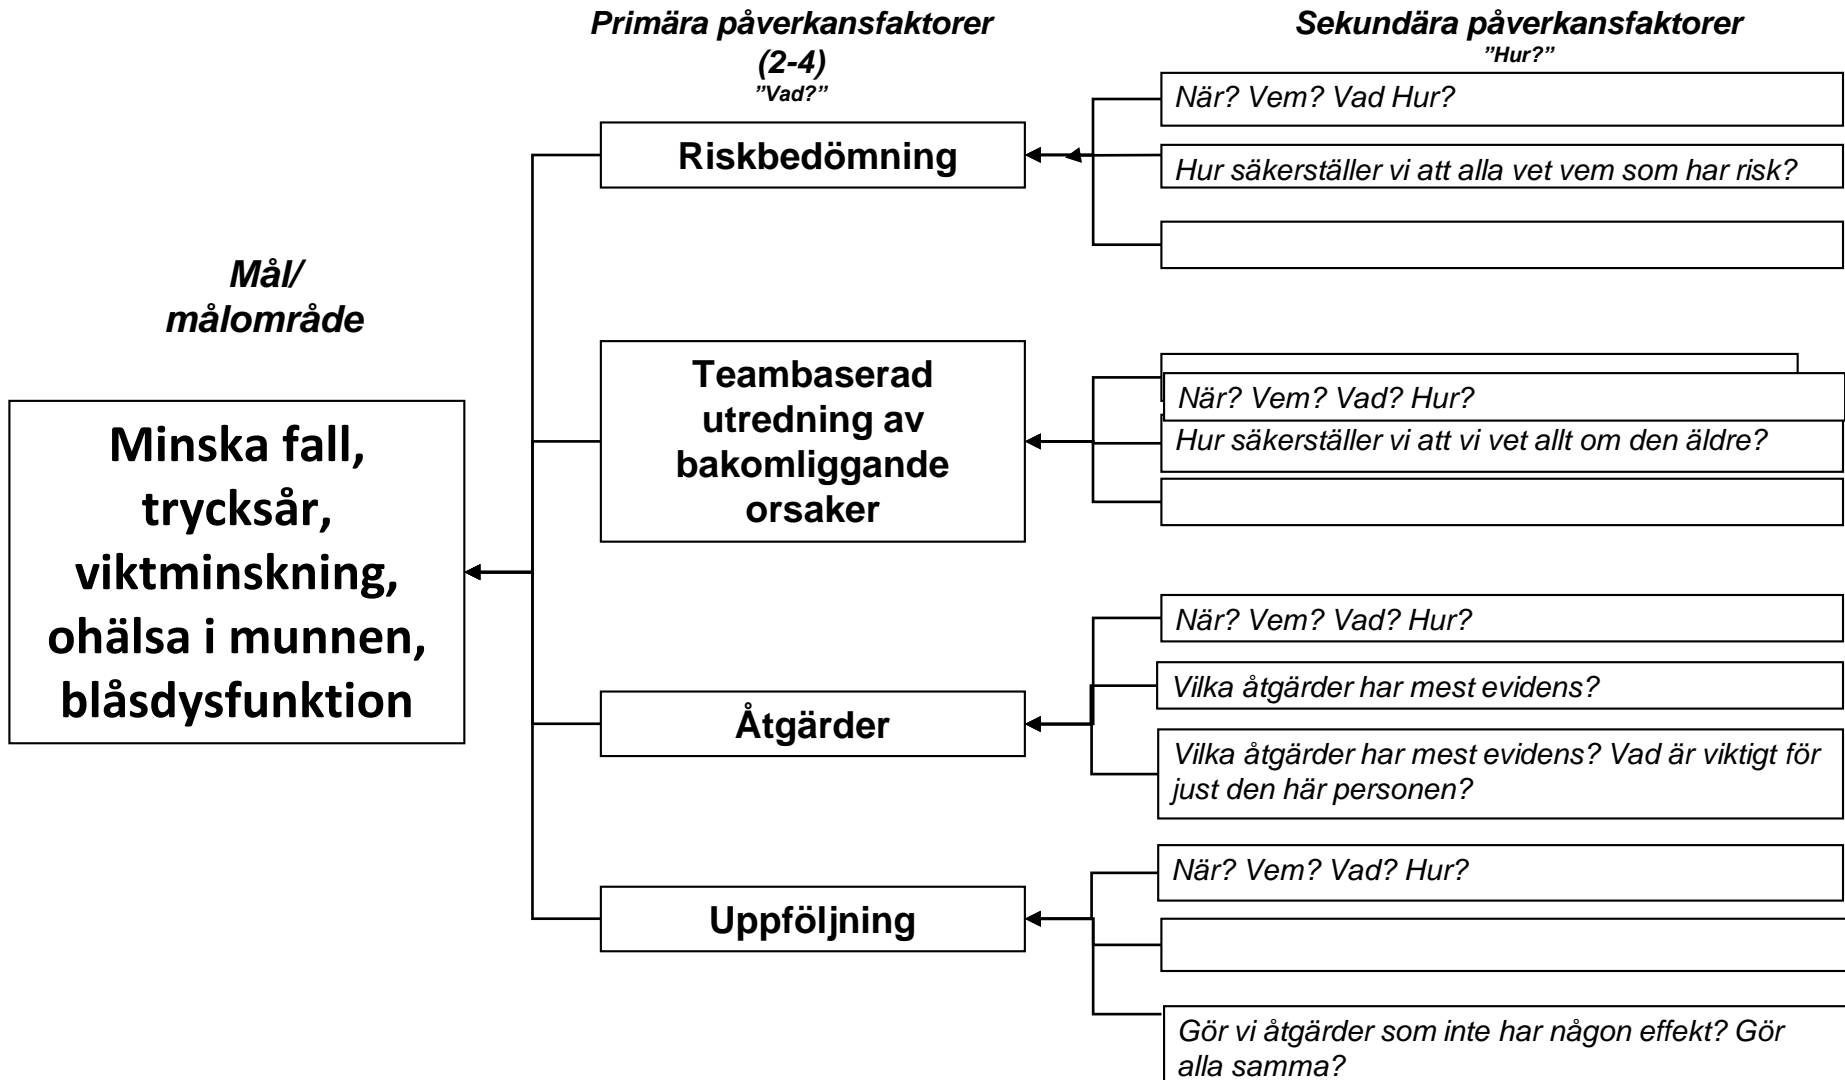 Primära påverkansfaktorer
(2-4)
”Vad?”
Sekundära påverkansfaktorer
”Hur?”
Mål/
målområde
Minska fall,
trycksår,
viktminskning,
ohälsa i munnen,
blåsdysfunktion
Riskbedömning
När? Vem? Vad Hur?
Hur säkerställer vi att alla vet vem som har risk?
Teambaserad
utredning av
bakomliggande
orsaker
När? Vem? Vad? Hur?
Hur säkerställer vi att vi vet allt om den äldre?
Åtgärder
När? Vem? Vad? Hur?
Vilka åtgärder har mest evidens?
Vilka åtgärder har mest evidens? Vad är viktigt för
just den här personen?
Uppföljning
När? Vem? Vad? Hur?
Gör vi åtgärder som inte har någon effekt? Gör
alla samma?